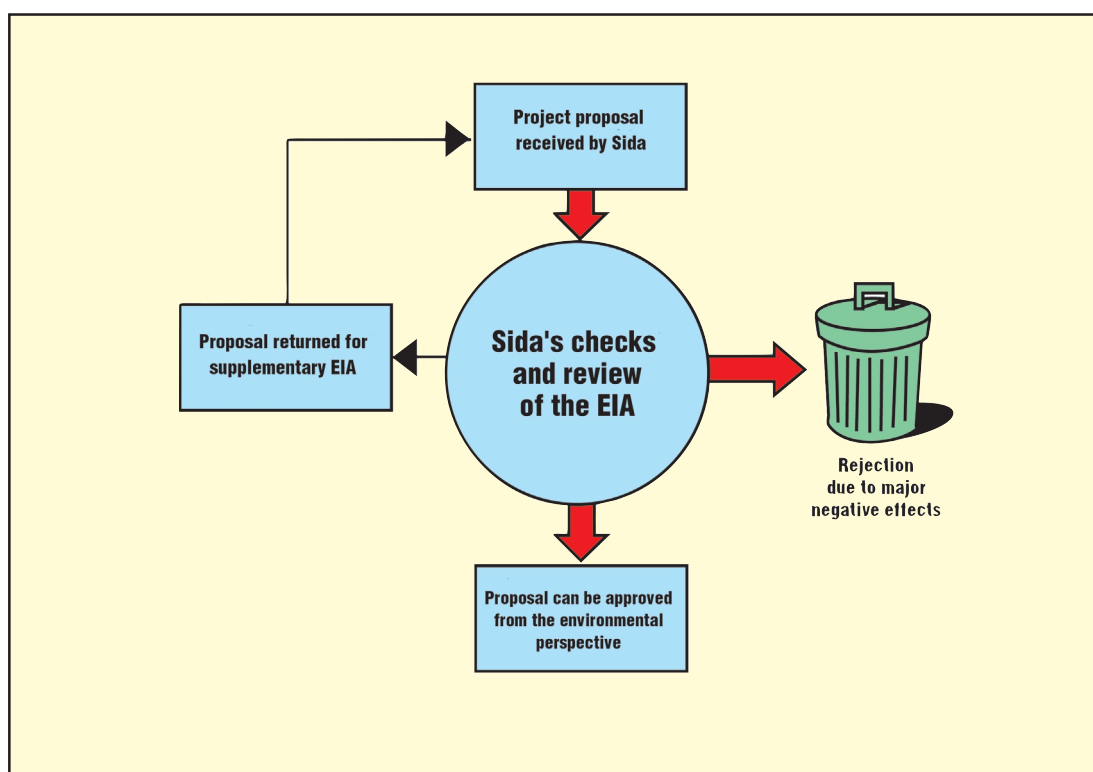 Project proposal
received by Sida
Proposal returned for
supplementary EIA
Sida's checks
and review
of the EIA
Rejection
due to major
negative effects
Proposal can be approved
from the environmental
perspective